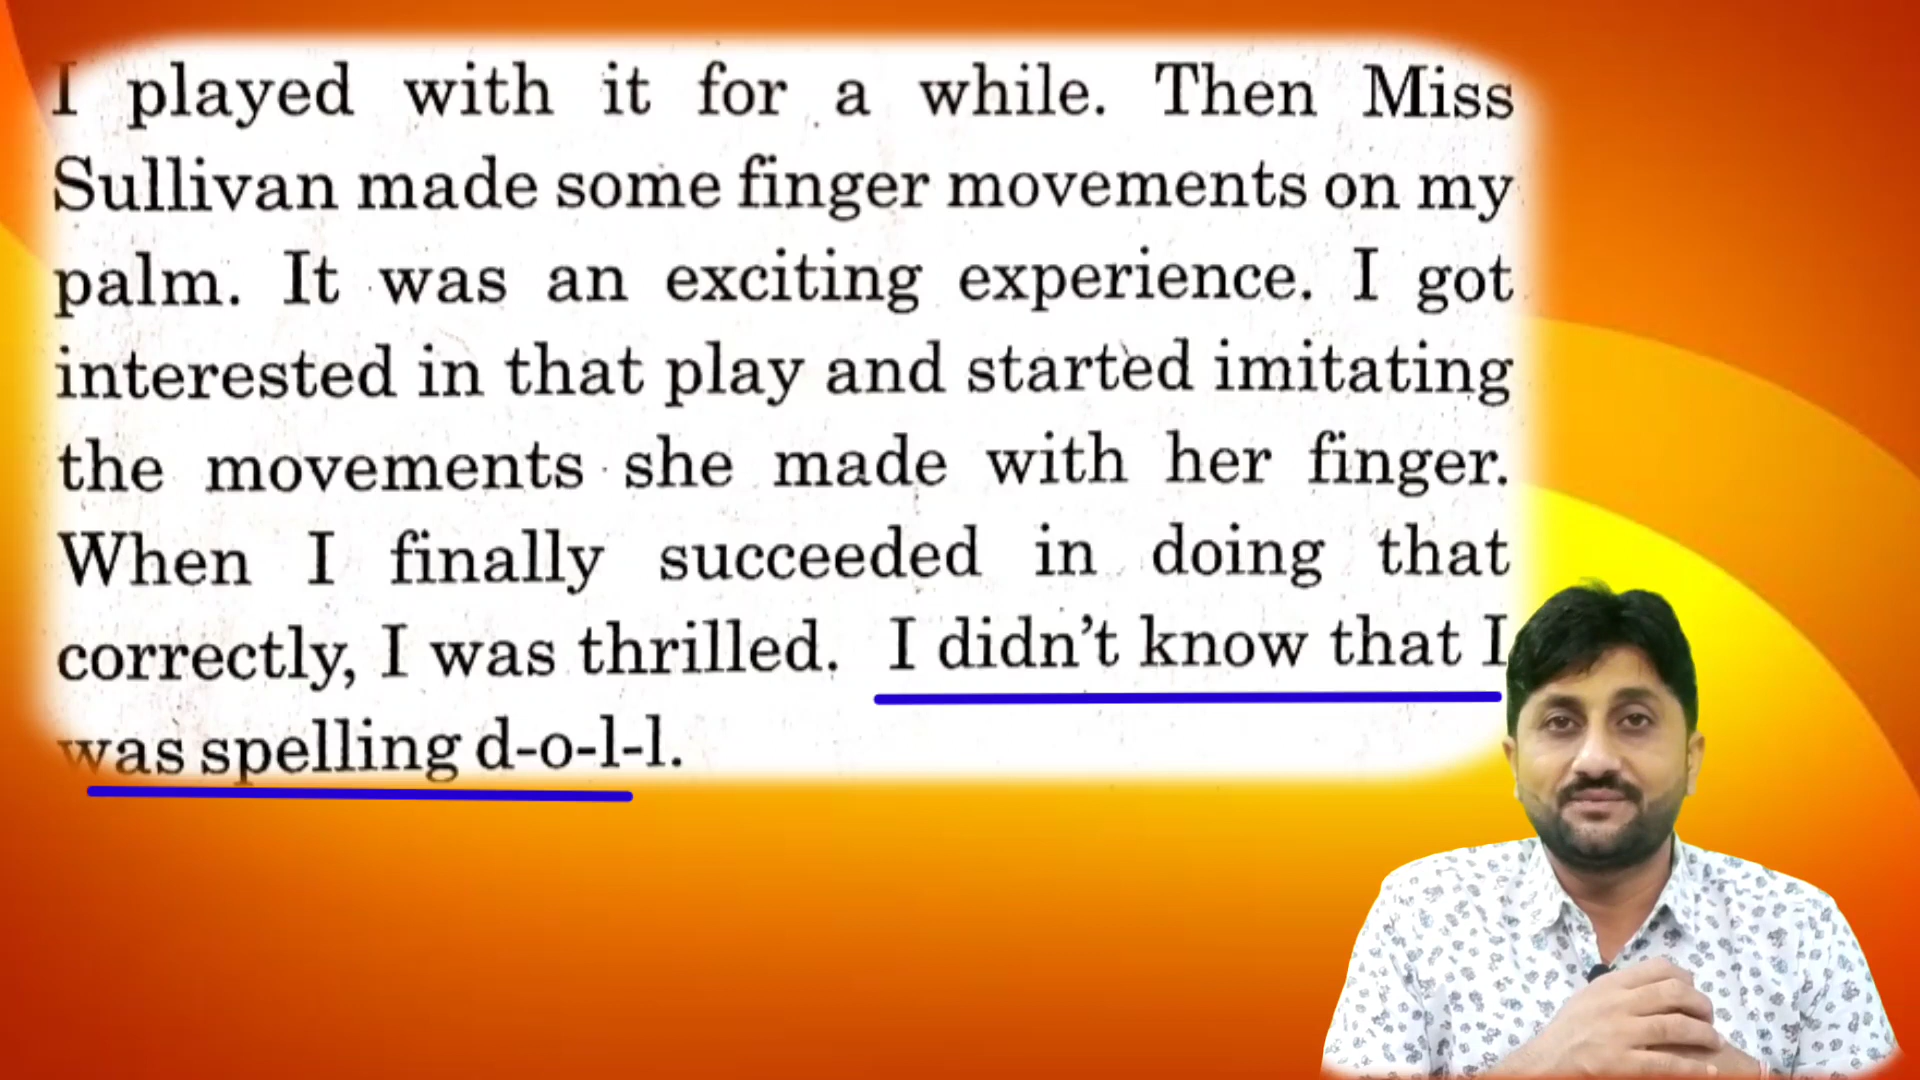 I played with it for a while. Then Miss
Sullivan made some finger movements on my
palm. It was an exciting experience. I got
interested in that play and started imitating
the movements she made with her finger.
When I finally succeeded in doing that
correctly, I was thrilled. I didn't know that I
was spelling d-o-l-l.